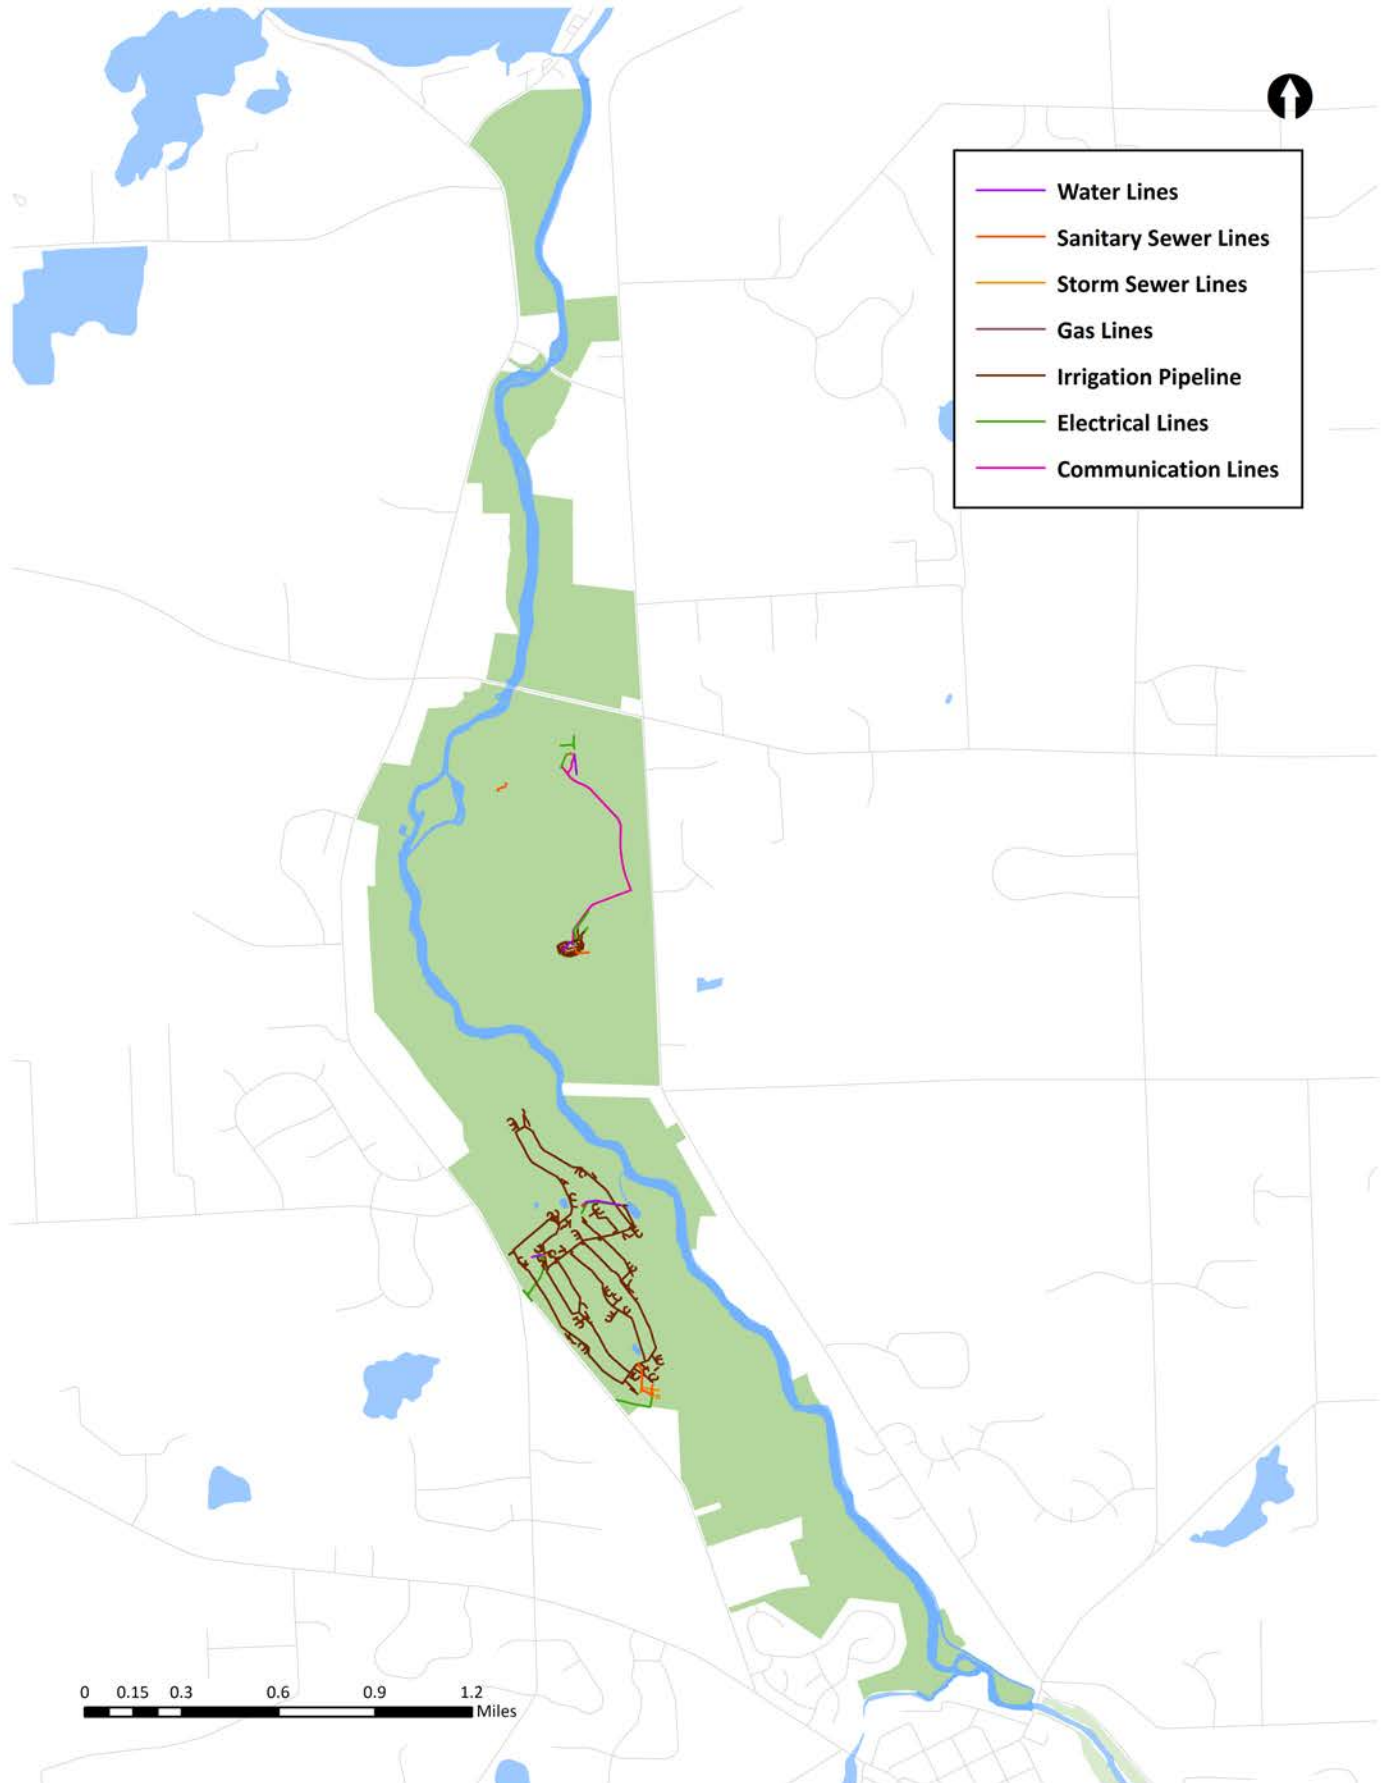 Water Lines
Sanitary Sewer Lines
Storm Sewer Lines
Gas Lines
Irrigation Pipeline
Electrical Lines
Communication Lines
0 0.15 0.3 0.6 0.9 1.2
Miles